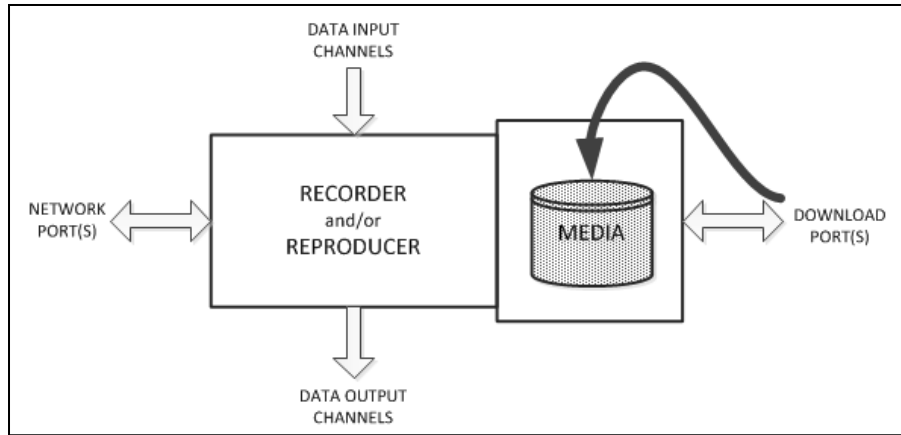 DATA INPUT
CHANNELS
RECORDER
and/or
REPRODUCER
MEDIA
NETWORK
PORT(S)
DOWNLOAD
PORT(S)
DATA OUTPUT
CHANNELS